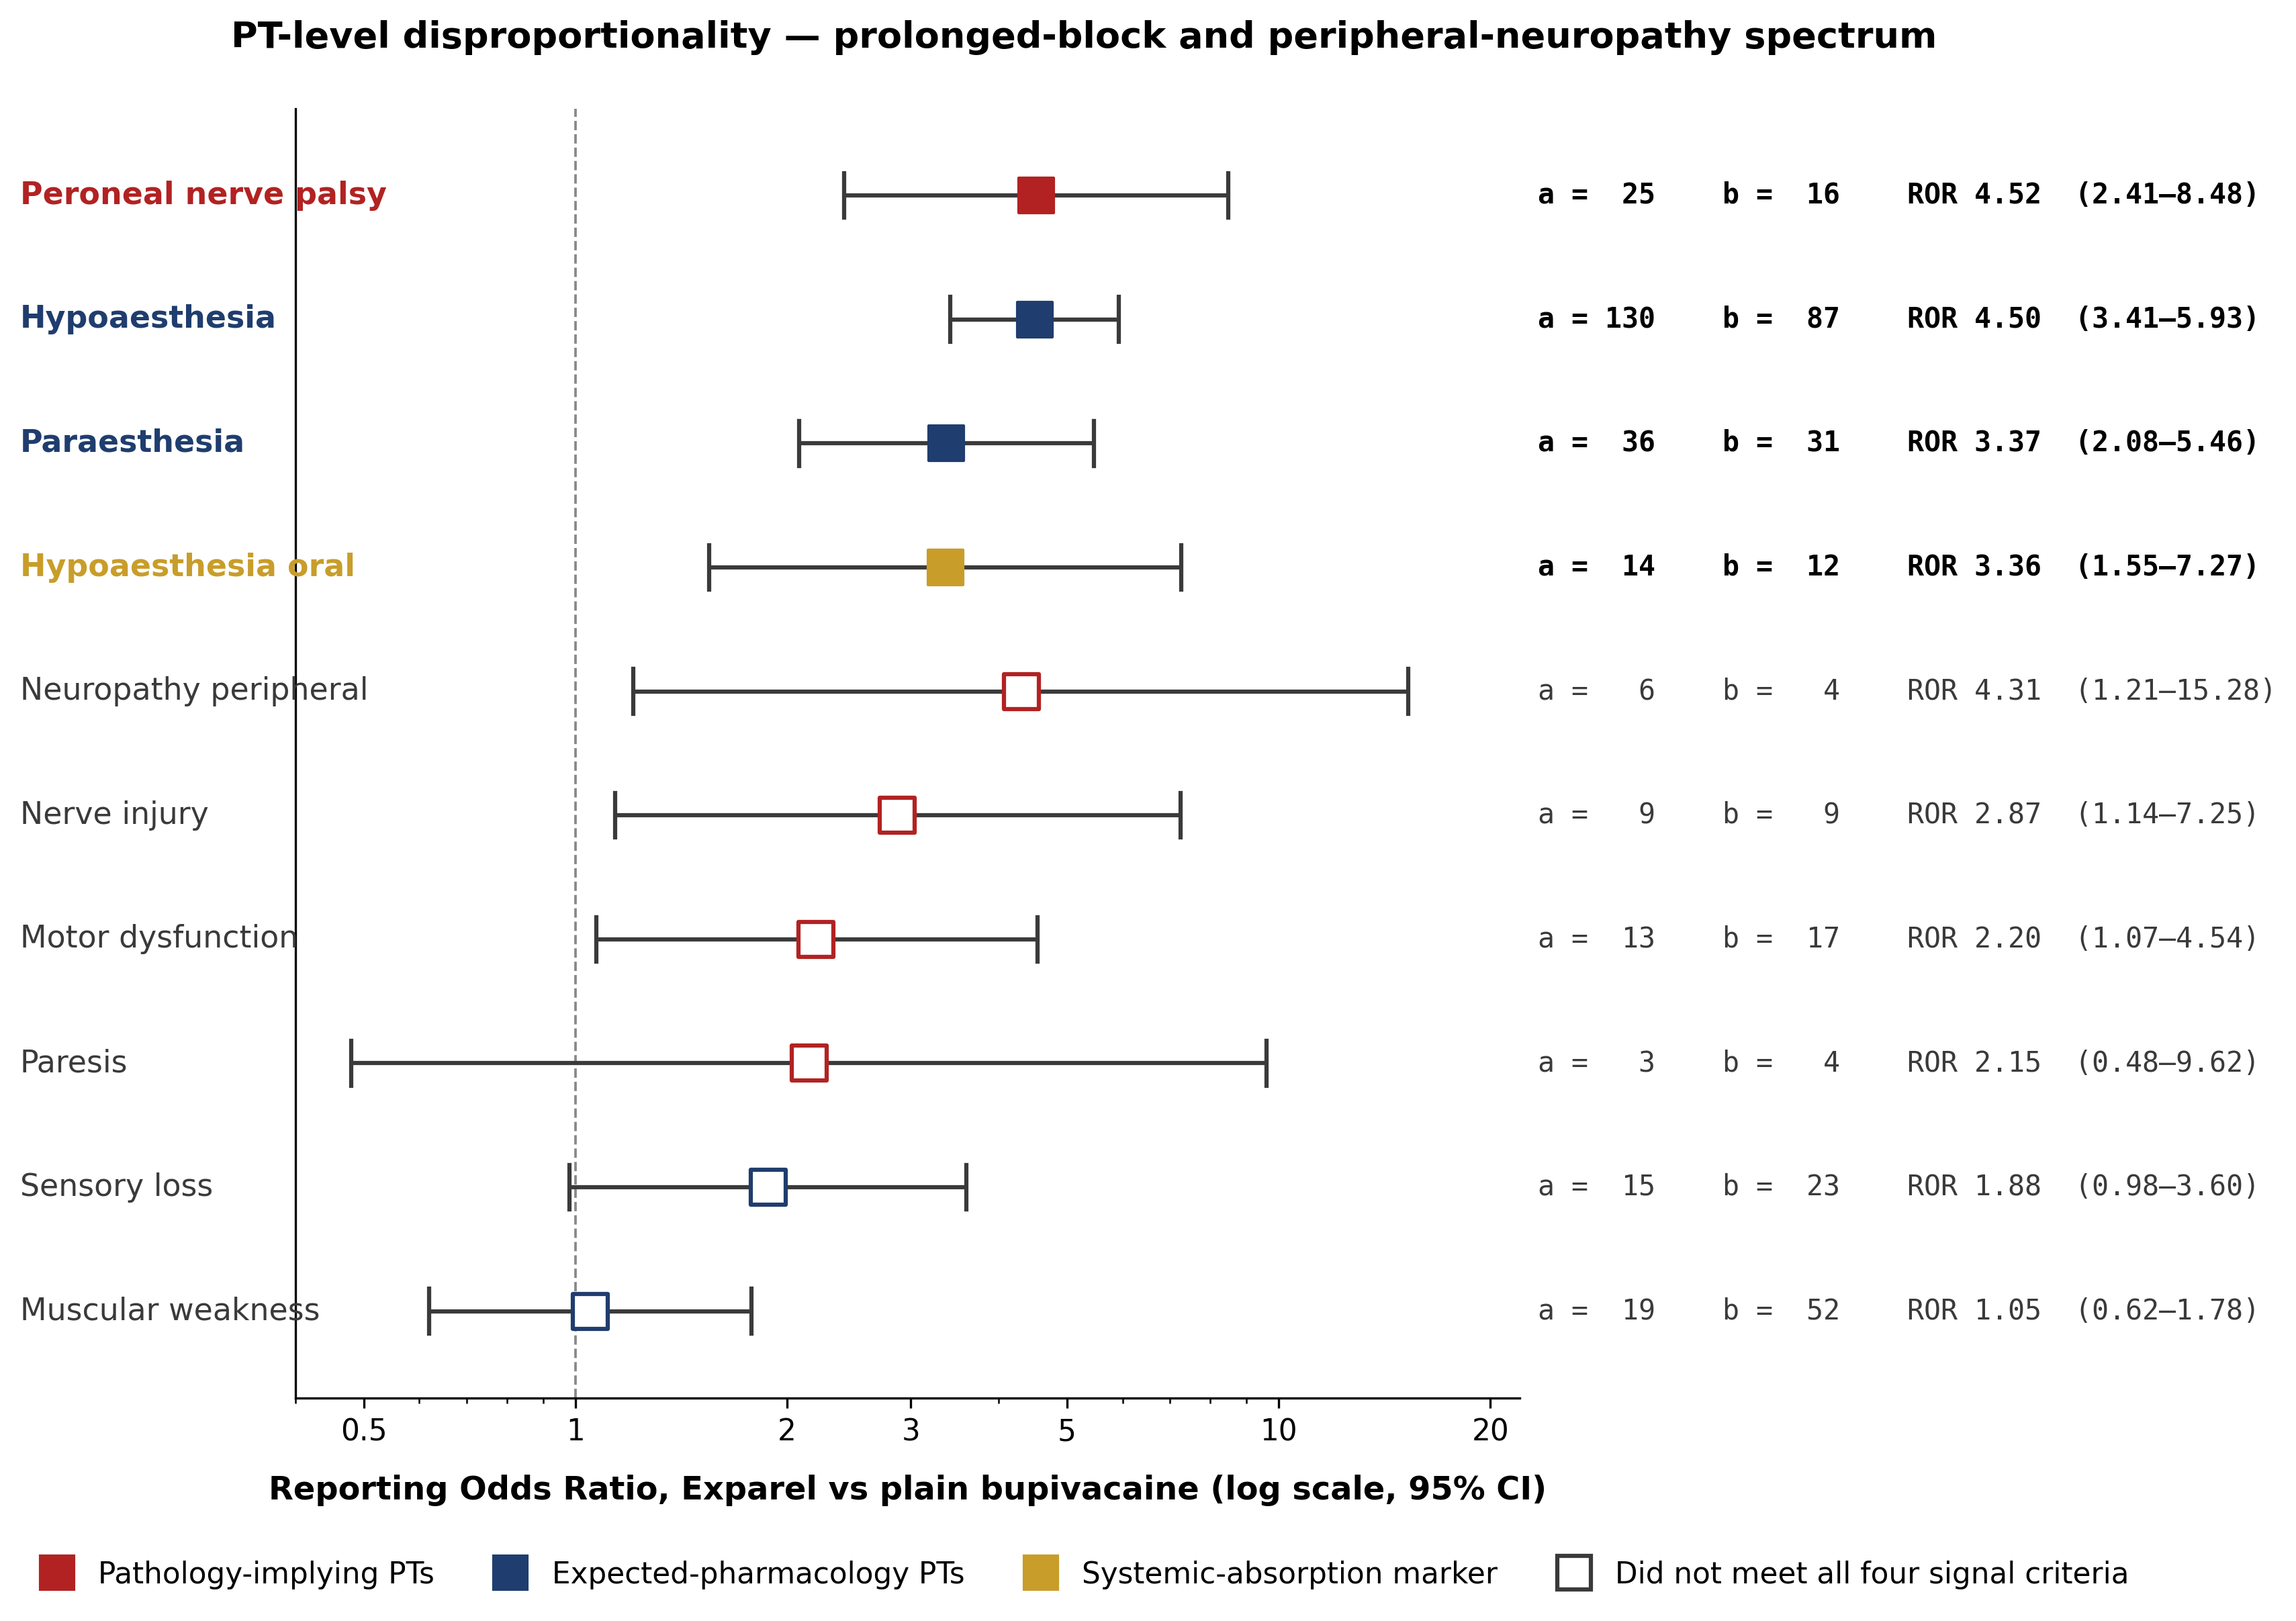 PT-level disproportionality — prolonged-block and peripheral-neuropathy spectrum
Peroneal nerve palsy a = 25 b = 16 ROR 4.52 (2.41–8.48)
Hypoaesthesia a = 130 b = 87 ROR 4.50 (3.41–5.93)
Paraesthesia a = 36 b = 31 ROR 3.37 (2.08–5.46)
Hypoaesthesia oral a = 14 b = 12 ROR 3.36 (1.55–7.27)
Neuropathy peripheral a = 6 b = 4 ROR 4.31 (1.21–15.28)
Nerve injury a = 9 b = 9 ROR 2.87 (1.14–7.25)
Motor dysfunction a = 13 b = 17 ROR 2.20 (1.07–4.54)
Paresis a = 3 b = 4 ROR 2.15 (0.48–9.62)
Sensory loss a = 15 b = 23 ROR 1.88 (0.98–3.60)
Muscular weakness a = 19 b = 52 ROR 1.05 (0.62–1.78)
0.5 1 2 3 5 10 20
Reporting Odds Ratio, Exparel vs plain bupivacaine (log scale, 95% CI)
Pathology-implying PTs Expected-pharmacology PTs Systemic-absorption marker Did not meet all four signal criteria